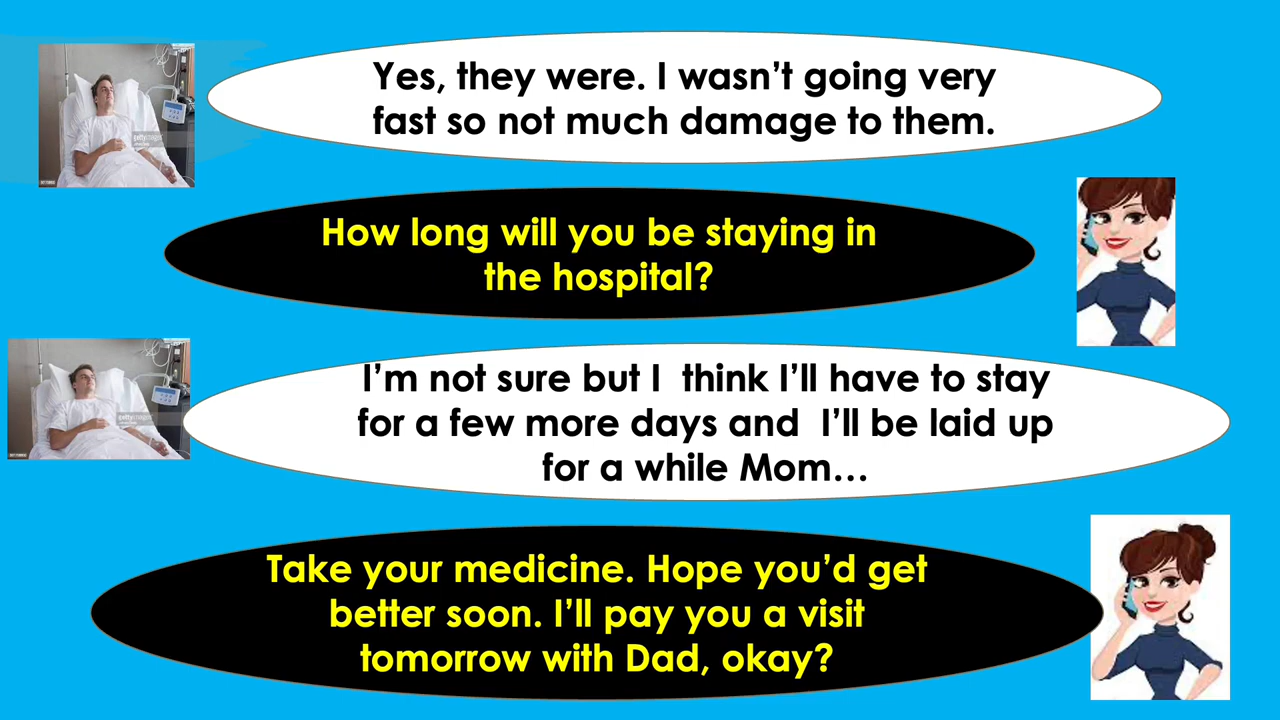 Yes, they were. I wasn't going very
fast so not much damage to them.
gettyimages
How long will you be staying in
the hospital?
I'm not sure but I  think I'll have to stay
for a few more days and  I'll be laid up
for a while Mom...
gettyimages
Take your medicine. Hope you'd get
better soon. I'll pay you a visit
tomorrow with Dad, okay?